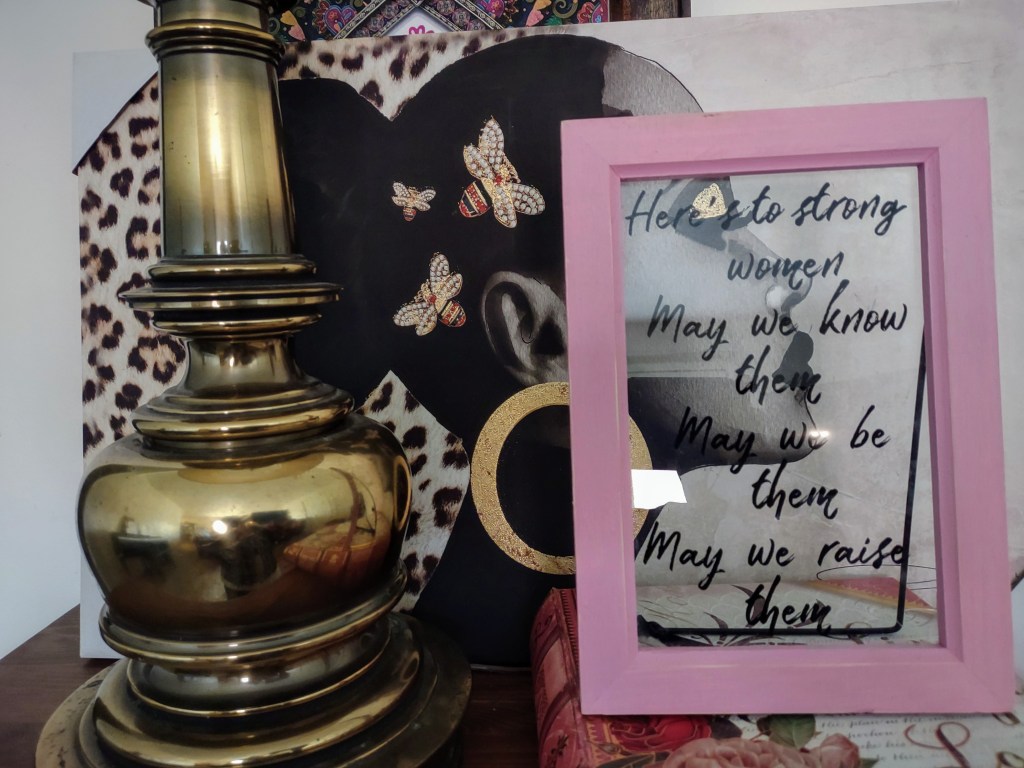 Here's to strong
women
May we know
them
May we be
them
May we raise
them